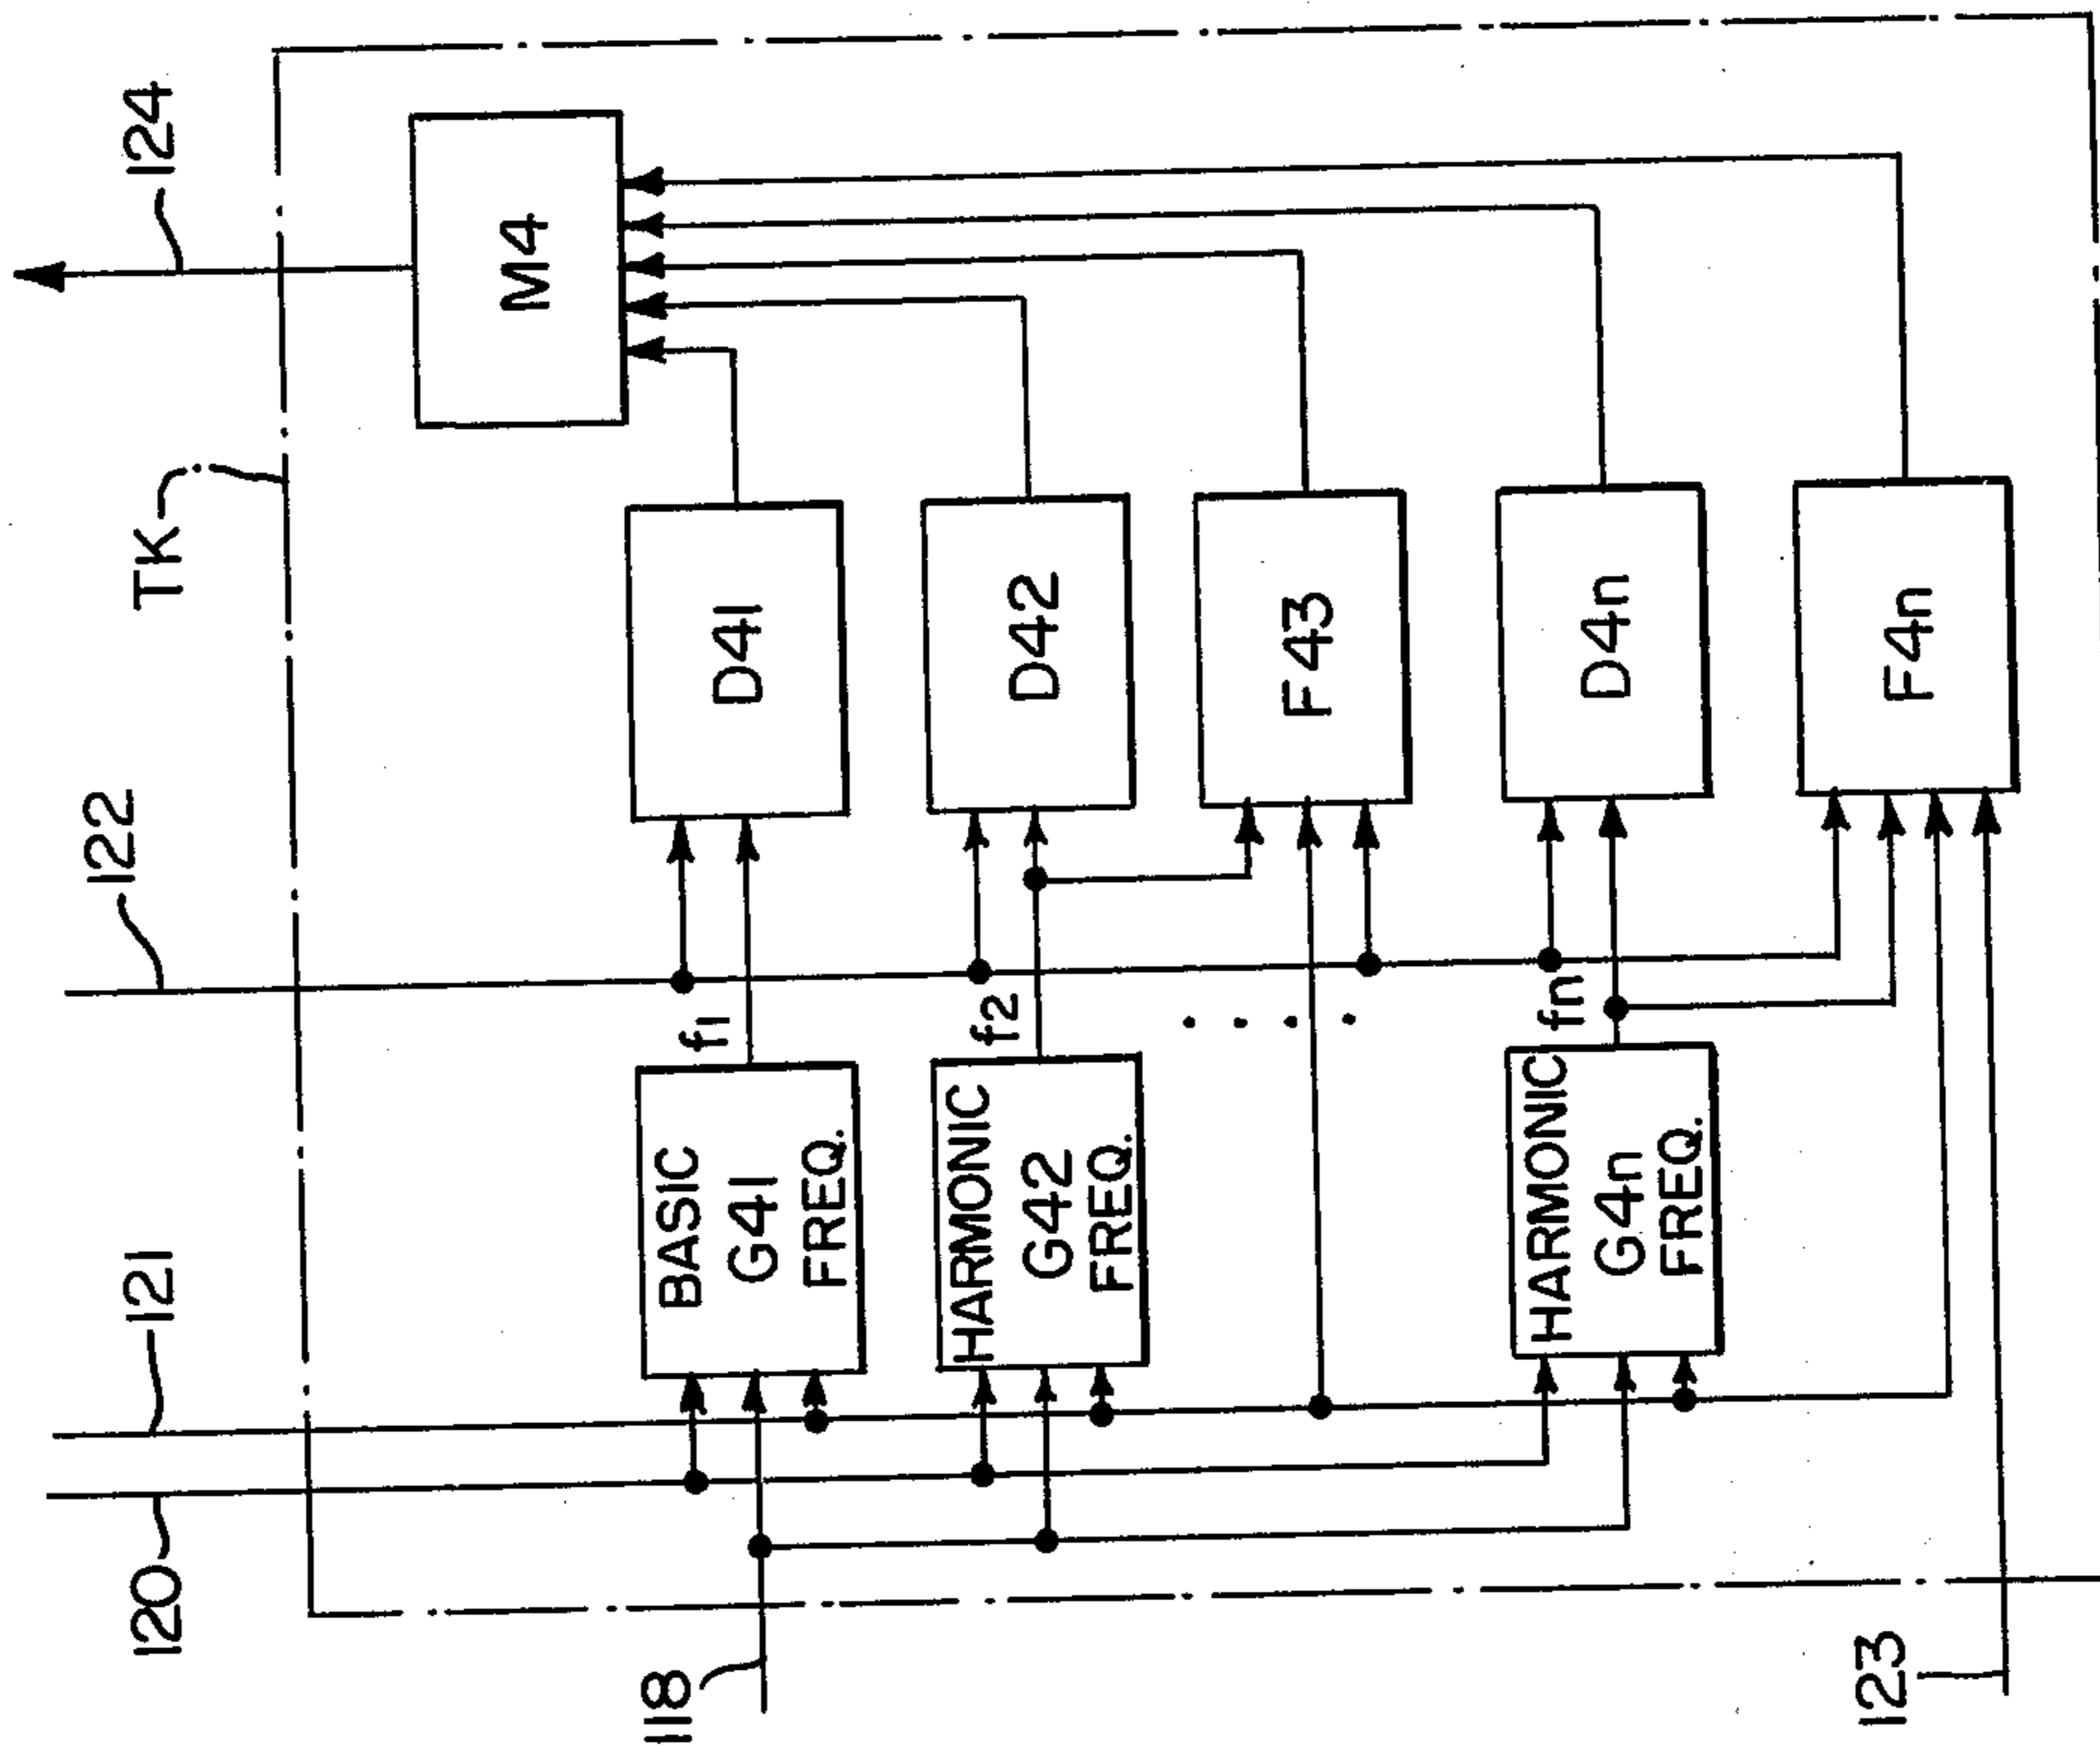 124
TK
122
121
120
M4
D41
D42
F43
D4n
F4n
f1
f2
fn
BASIC
G41
FREQ.
HARMONIC
G42
FREQ.
HARMONIC
G4n
FREQ.
118
123